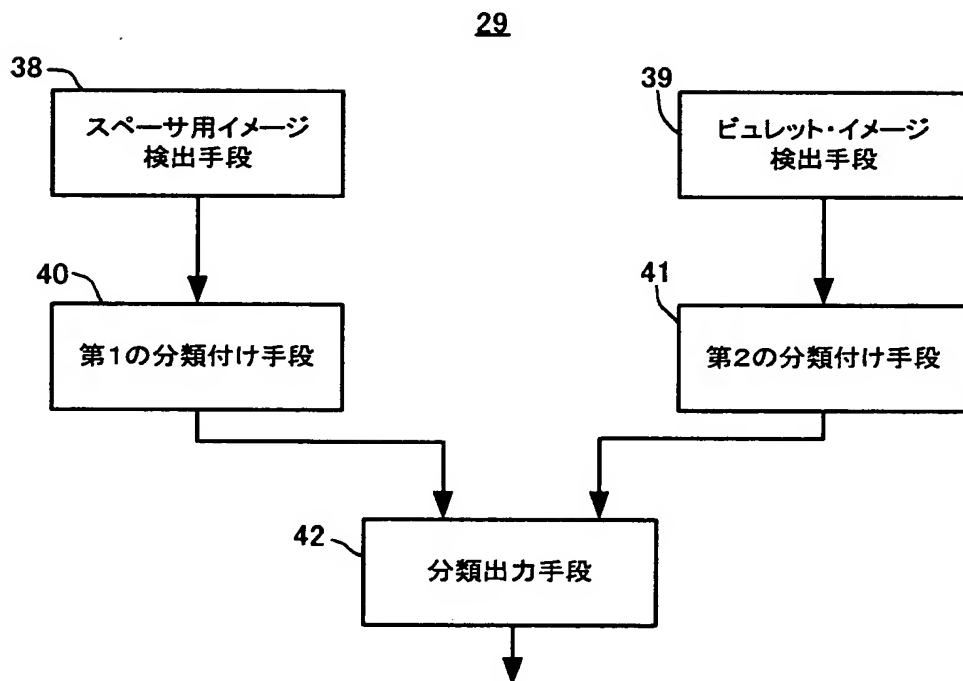 29
38
スペーサ用イメージ
検出手段
39
ビュレット・イメージ
検出手段
40
第1の分類付け手段
41
第2の分類付け手段
42
分類出力手段